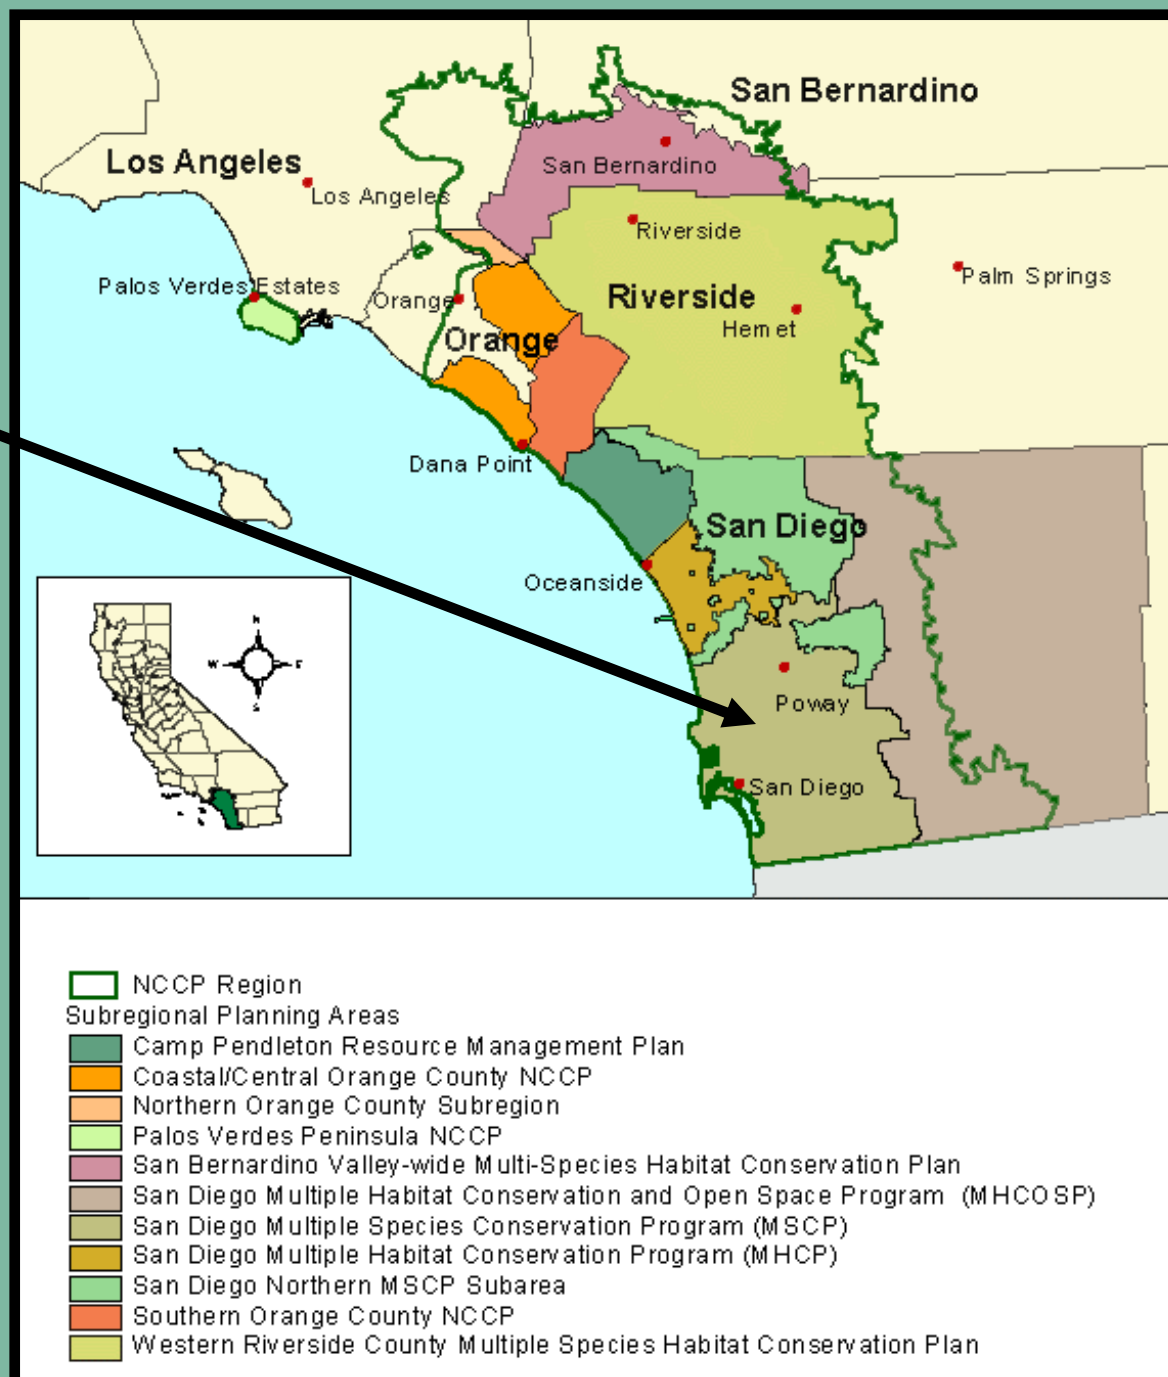 San Bernardino
Los Angeles
San Bernardino
Los Angeles
Riverside
Palm Springs
Palos Verdes Estates
Orange
Riverside
Hemet
Orange
Dana Point
San Diego
Oceanside
N
W
E
S
Poway
San Diego
NCCP Region
Subregional Planning Areas
Camp Pendleton Resource Management Plan
Coastal/Central Orange County NCCP
Northern Orange County Subregion
Palos Verdes Peninsula NCCP
San Bernardino Valley-wide Multi-Species Habitat Conservation Plan
San Diego Multiple Habitat Conservation and Open Space Program (MHCOSP)
San Diego Multiple Species Conservation Program (MSCP)
San Diego Multiple Habitat Conservation Program (MHCP)
San Diego Northern MSCP Subarea
Southern Orange County NCCP
Western Riverside County Multiple Species Habitat Conservation Plan